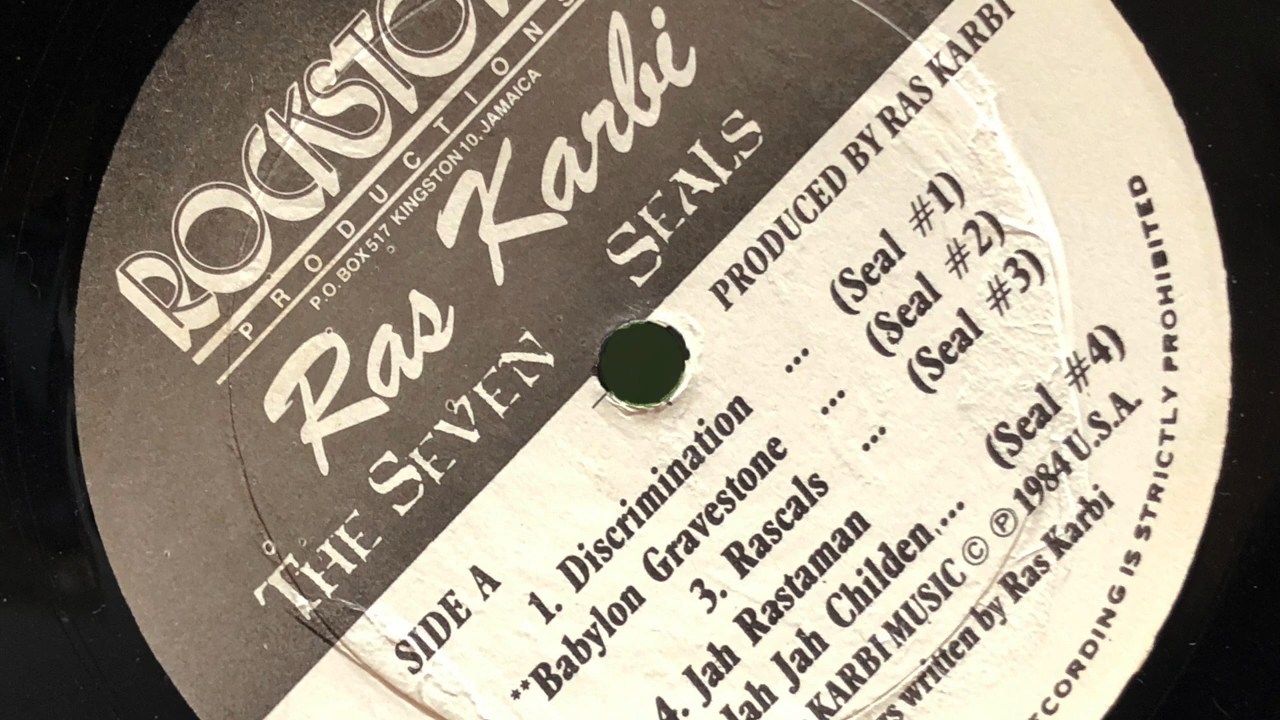 ROCKSTO
PRODUCTIONS
P.O. BOX 517 KINGSTON 10, JAMAICA
Ras Karbi
THE SEVEN SEALS
PRODUCED BY RAS KARBI
SIDE A
1. Discrimination ... (Seal #1)
**Babylon Gravestone ... (Seal #2)
3. Rascals ... (Seal #3)
4. Jah Rastaman
Jah Jah Childen.... (Seal #4)
KARBI MUSIC © ℗ 1984 U.S.A.
written by Ras Karbi
CORDING IS STRICTLY PROHIBITED